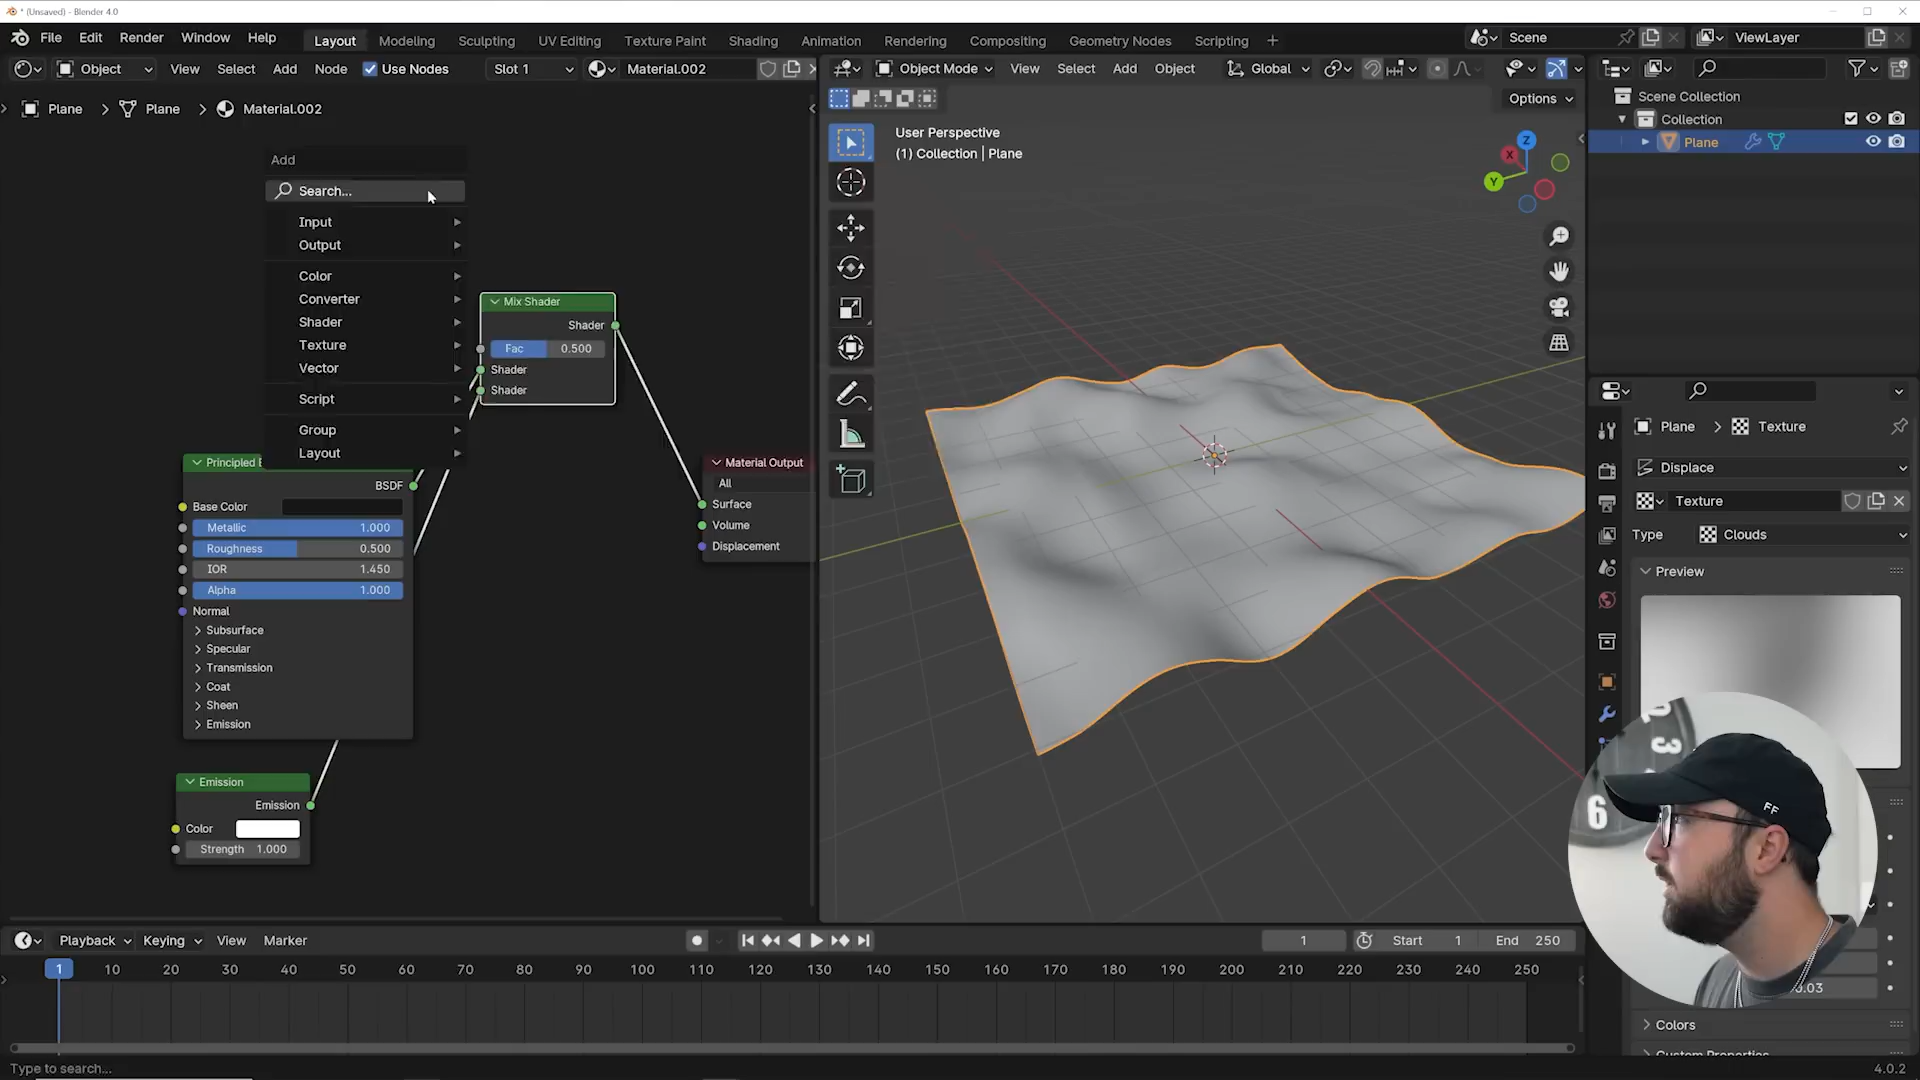 * (Unsaved) - Blender 4.0
File Edit Render Window Help
Layout Modeling Sculpting UV Editing Texture Paint Shading Animation Rendering Compositing Geometry Nodes Scripting +
Scene
ViewLayer
Object View Select Add Node Use Nodes Slot 1 Material.002
Object Mode View Select Add Object Global
Plane > Plane > Material.002
Options
Add
Search...
Input
Output
Color
Converter
Shader
Texture
Vector
Script
Group
Layout
Mix Shader
Shader
Fac 0.500
Shader
Shader
Principled B
BSDF
Base Color
Metallic 1.000
Roughness 0.500
IOR 1.450
Alpha 1.000
Normal
Subsurface
Specular
Transmission
Coat
Sheen
Emission
Emission
Emission
Color
Strength 1.000
Material Output
All
Surface
Volume
Displacement
User Perspective
(1) Collection | Plane
Z
X
Y
Scene Collection
Collection
Plane
Plane > Texture
Displace
Texture
Type Clouds
Preview
2
3
6
FF
0.03
Colors
Custom Properties
Playback Keying View Marker
1 Start 1 End 250
1 10 20 30 40 50 60 70 80 90 100 110 120 130 140 150 160 170 180 190 200 210 220 230 240 250
Type to search...
4.0.2